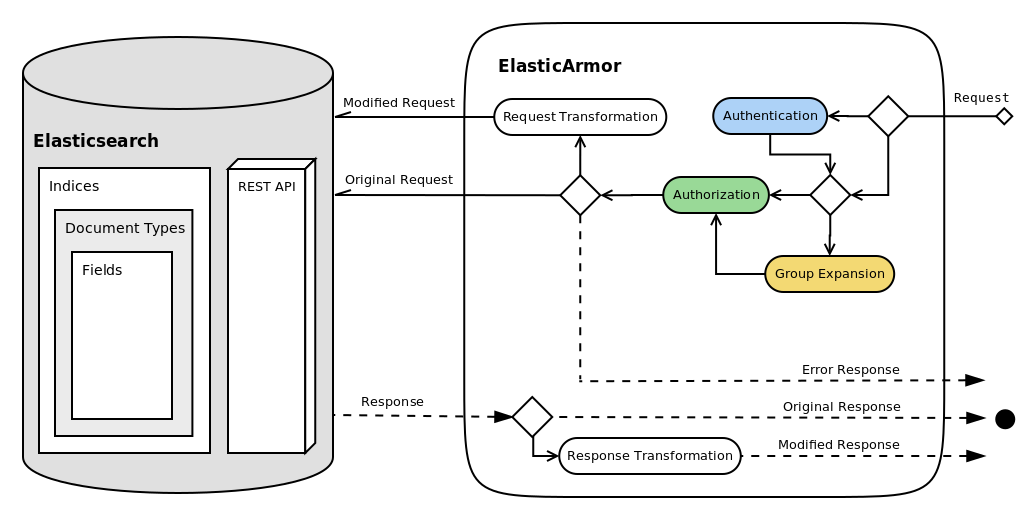 ElasticArmor
Request
Modified Request
Request Transformation
Authentication
Elasticsearch
Original Request
Authorization
Indices
REST API
Document Types
Fields
Group Expansion
Error Response
Response
Original Response
Modified Response
Response Transformation